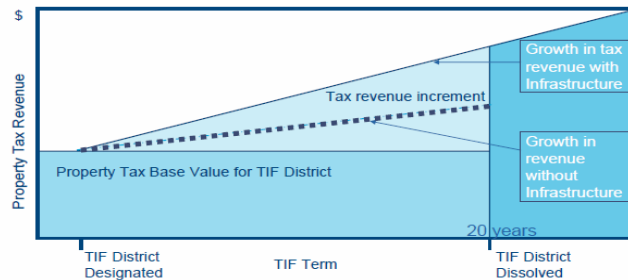 $
Property Tax Revenue
Growth in tax
revenue with
Infrastructure
Tax revenue increment
Growth in
revenue
without
Infrastructure
Property Tax Base Value for TIF District
20 years
TIF District
Designated
TIF Term
TIF District
Dissolved